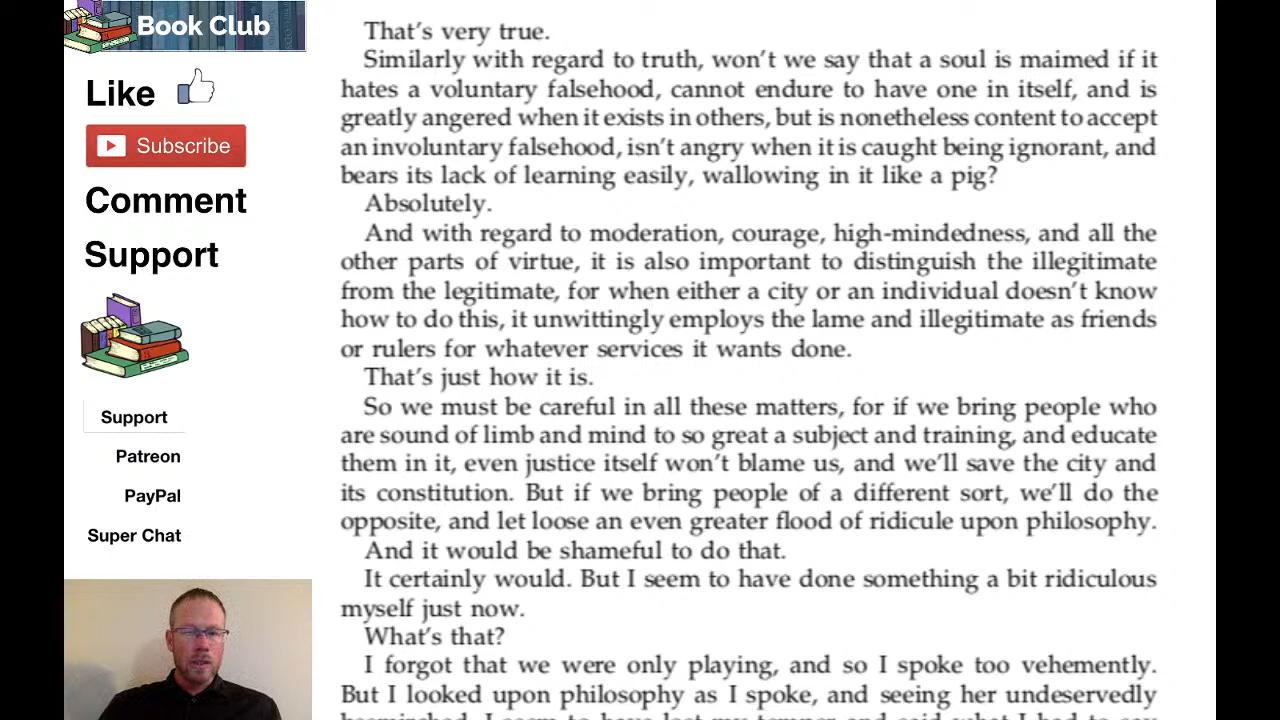 Book Club
Like
Subscribe
Comment
Support
Support
Patreon
PayPal
Super Chat
That's very true.
Similarly with regard to truth, won't we say that a soul is maimed if it
hates a voluntary falsehood, cannot endure to have one in itself, and is
greatly angered when it exists in others, but is nonetheless content to accept
an involuntary falsehood, isn't angry when it is caught being ignorant, and
bears its lack of learning easily, wallowing in it like a pig?
Absolutely.
And with regard to moderation, courage, high-mindedness, and all the
other parts of virtue, it is also important to distinguish the illegitimate
from the legitimate, for when either a city or an individual doesn't know
how to do this, it unwittingly employs the lame and illegitimate as friends
or rulers for whatever services it wants done.
That's just how it is.
So we must be careful in all these matters, for if we bring people who
are sound of limb and mind to so great a subject and training, and educate
them in it, even justice itself won't blame us, and we'll save the city and
its constitution. But if we bring people of a different sort, we'll do the
opposite, and let loose an even greater flood of ridicule upon philosophy.
And it would be shameful to do that.
It certainly would. But I seem to have done something a bit ridiculous
myself just now.
What's that?
I forgot that we were only playing, and so I spoke too vehemently.
But I looked upon philosophy as I spoke, and seeing her undeservedly